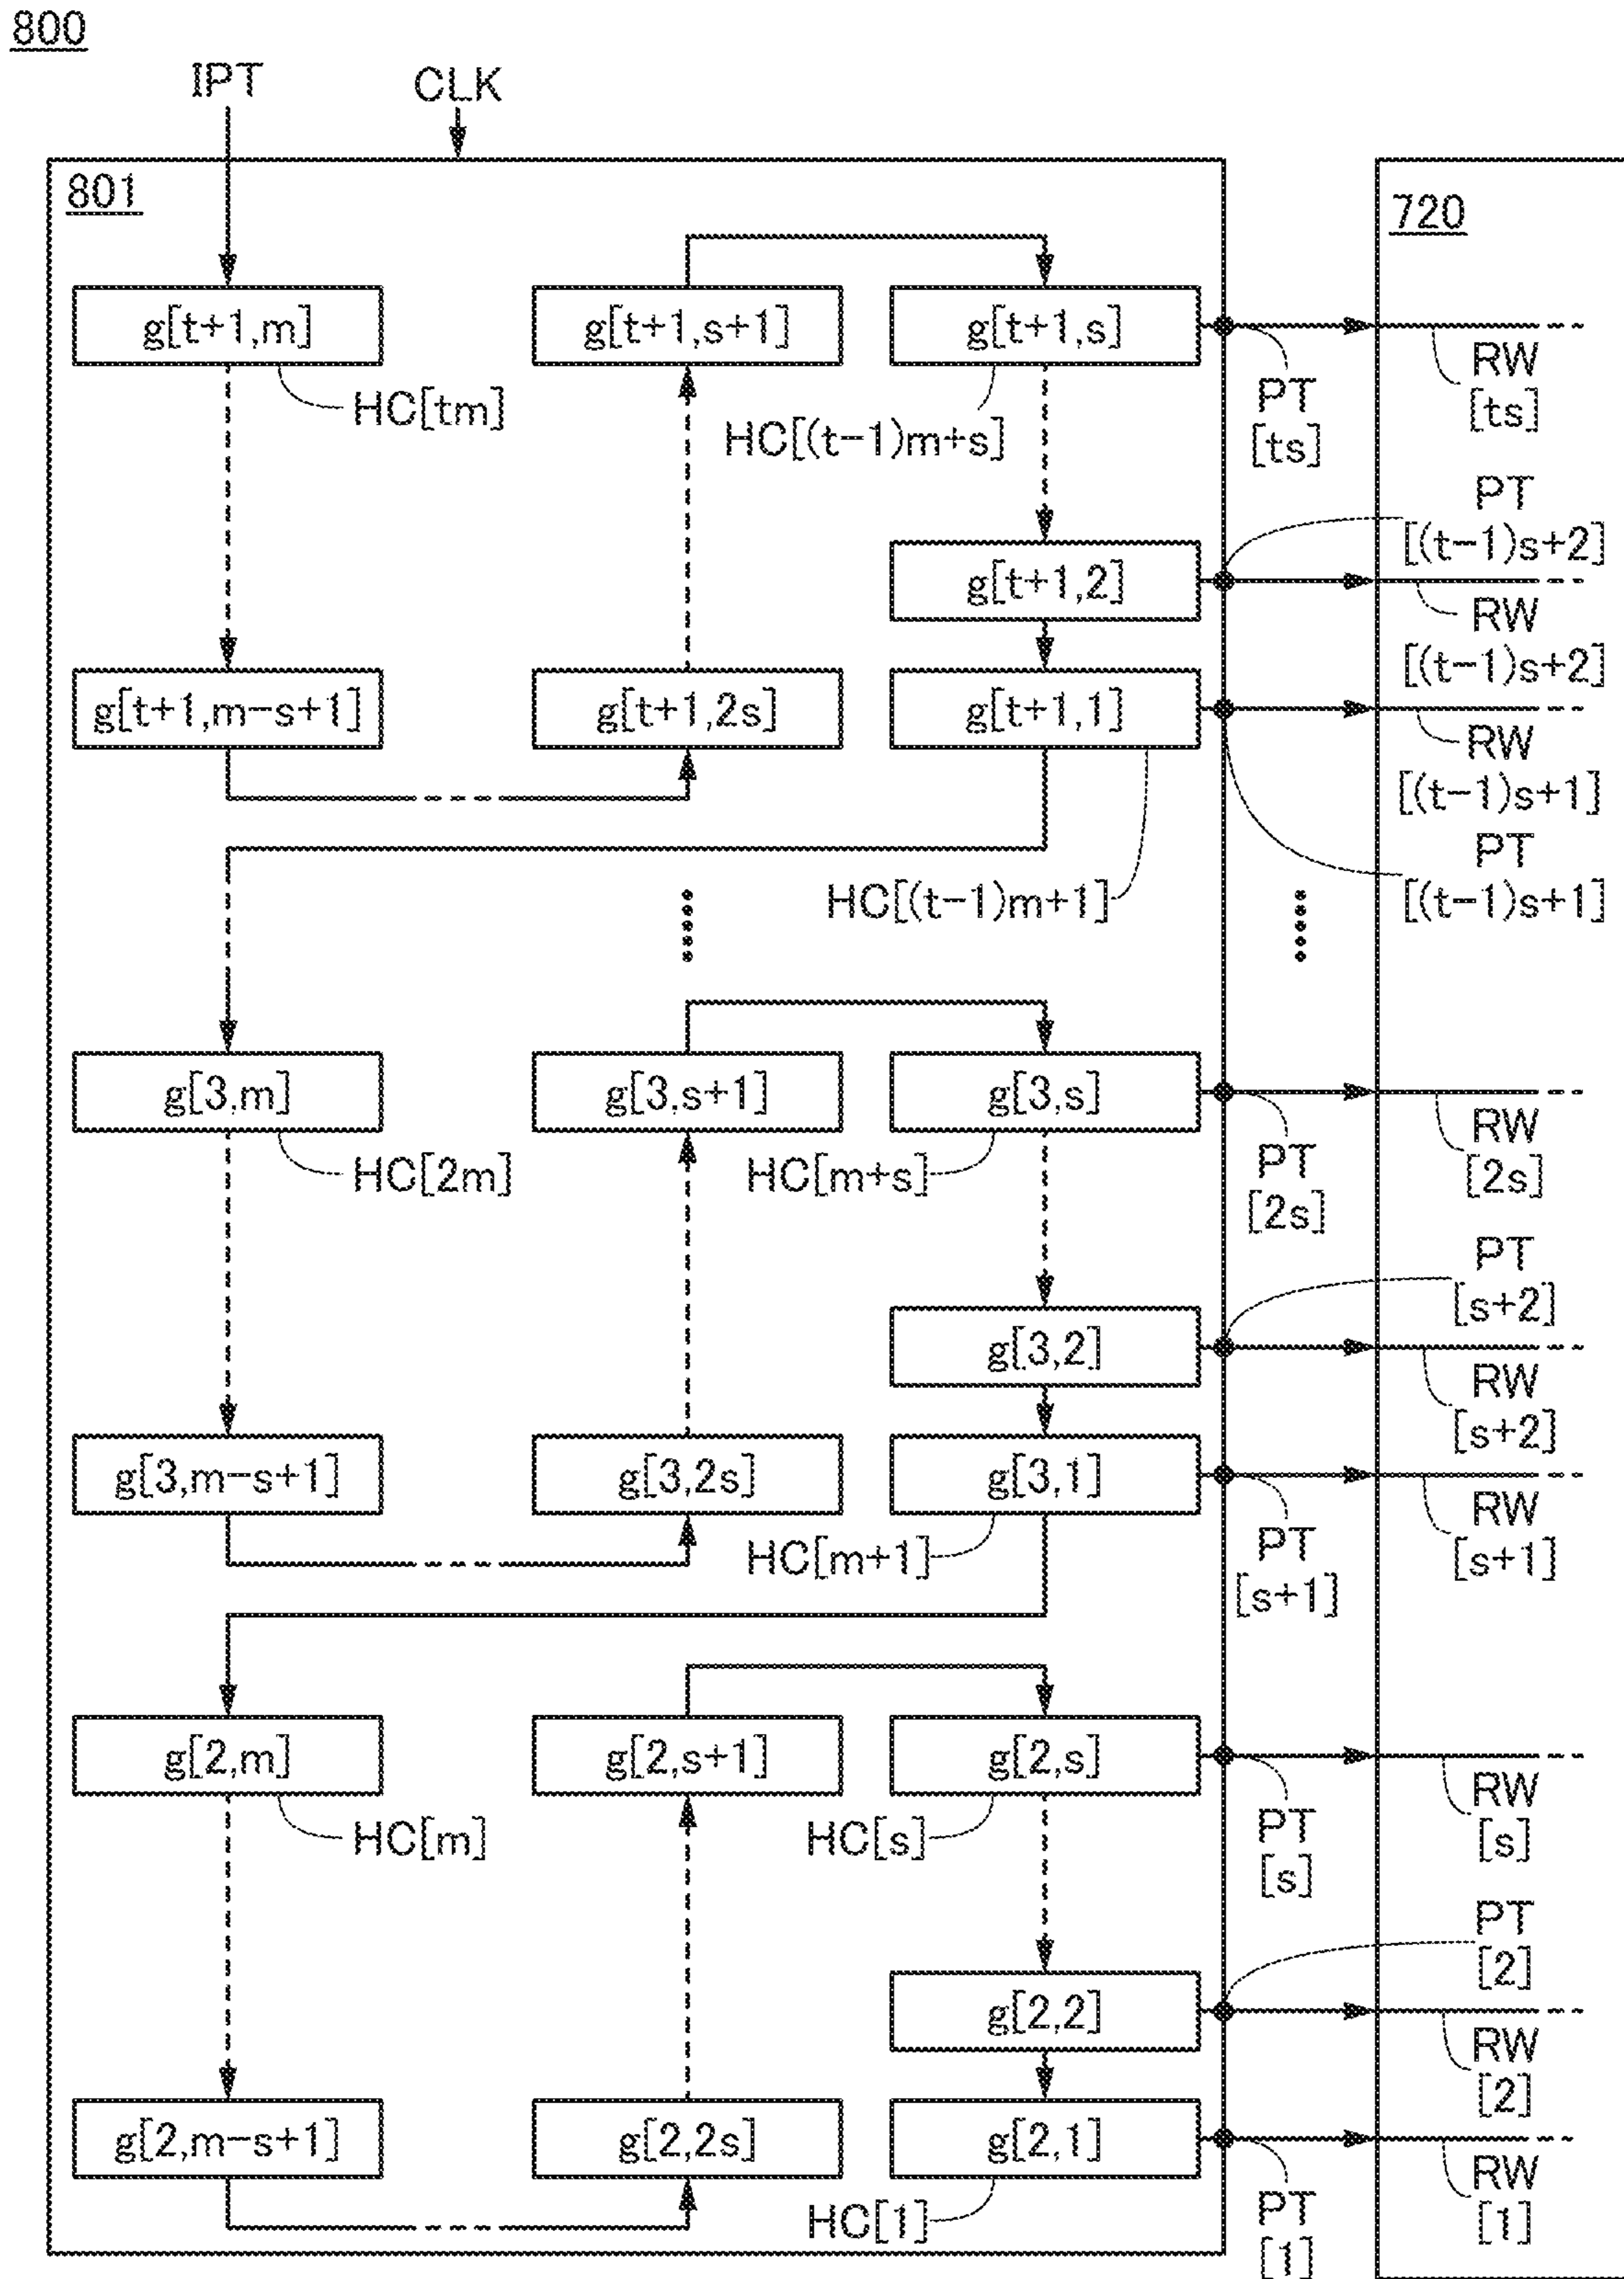 800
IPT
CLK
801
720
g[t+1,m]
g[t+1,s+1]
g[t+1,s]
HC[tm]
HC[(t-1)m+s]
PT
[ts]
RW
[ts]
PT
[(t-1)s+2]
g[t+1,2]
RW
[(t-1)s+2]
g[t+1,m-s+1]
g[t+1,2s]
g[t+1,1]
RW
[(t-1)s+1]
PT
[(t-1)s+1]
HC[(t-1)m+1]
g[3,m]
g[3,s+1]
g[3,s]
HC[2m]
HC[m+s]
PT
[2s]
RW
[2s]
PT
[s+2]
g[3,2]
RW
[s+2]
g[3,m-s+1]
g[3,2s]
g[3,1]
HC[m+1]
PT
[s+1]
RW
[s+1]
g[2,m]
g[2,s+1]
g[2,s]
HC[m]
HC[s]
PT
[s]
RW
[s]
PT
[2]
g[2,2]
RW
[2]
g[2,m-s+1]
g[2,2s]
g[2,1]
HC[1]
PT
[1]
RW
[1]